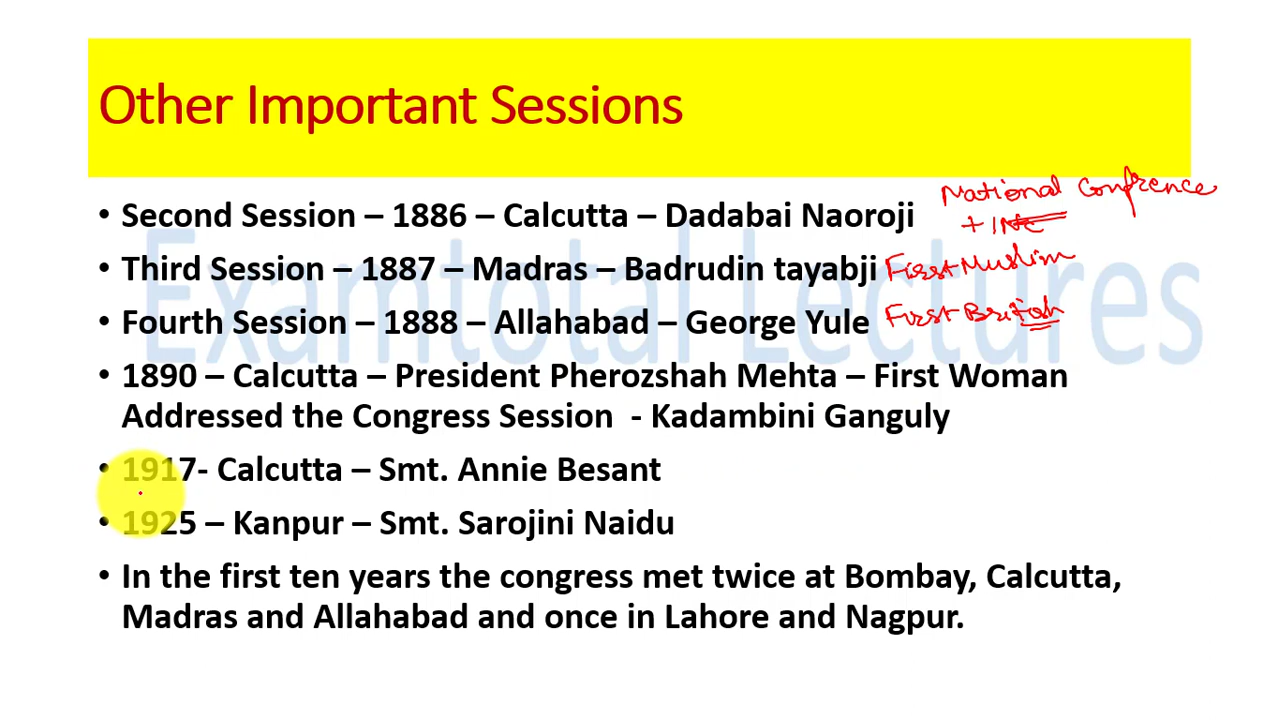 Other Important Sessions
National Confrence
• Second Session – 1886 – Calcutta – Dadabai Naoroji
+ INC
• Third Session – 1887 – Madras – Badrudin tayabji First Muslim
• Fourth Session – 1888 – Allahabad – George Yule First British
• 1890 – Calcutta – President Pherozshah Mehta – First Woman
Addressed the Congress Session - Kadambini Ganguly
• 1917- Calcutta – Smt. Annie Besant
• 1925 – Kanpur – Smt. Sarojini Naidu
• In the first ten years the congress met twice at Bombay, Calcutta,
Madras and Allahabad and once in Lahore and Nagpur.
Examtotal Lectures